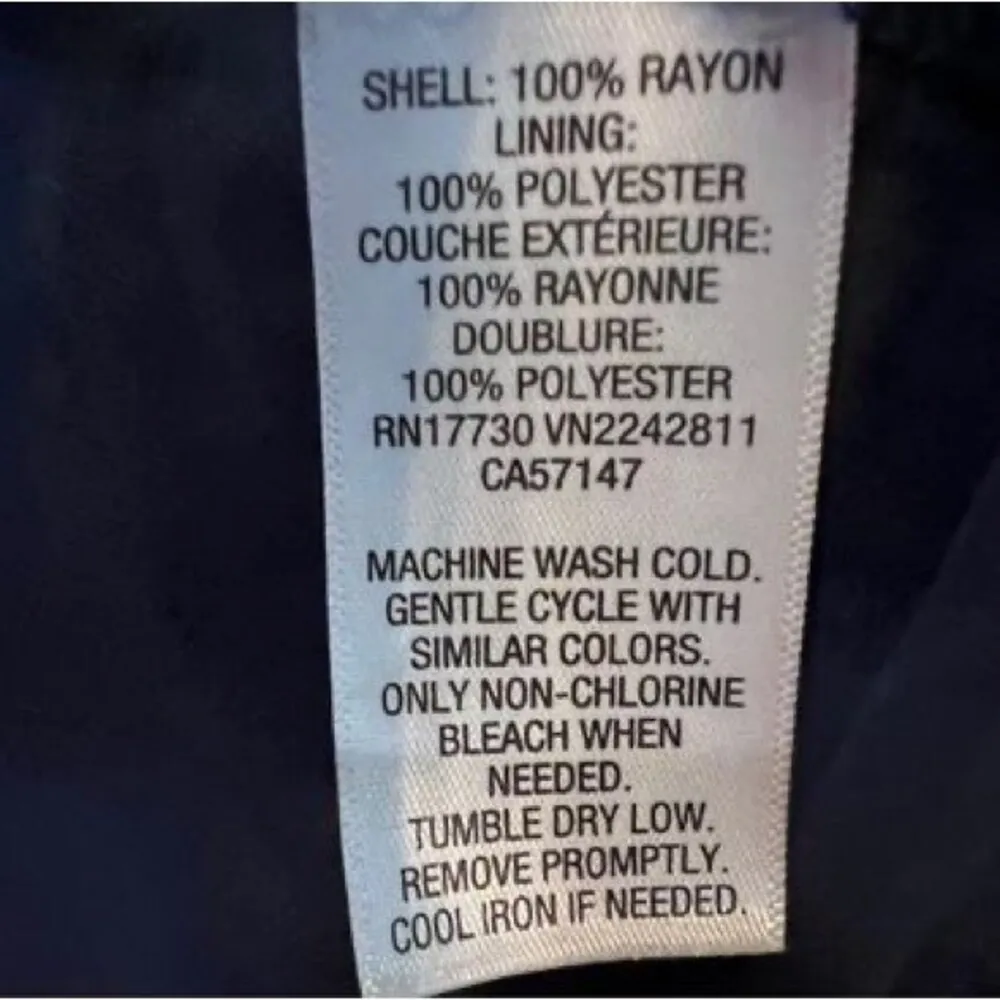 SHELL: 100% RAYON
LINING:
100% POLYESTER
COUCHE EXTÉRIEURE:
100% RAYONNE
DOUBLURE:
100% POLYESTER
RN17730 VN2242811
CA57147
MACHINE WASH COLD.
GENTLE CYCLE WITH
SIMILAR COLORS.
ONLY NON-CHLORINE
BLEACH WHEN
NEEDED.
TUMBLE DRY LOW.
REMOVE PROMPTLY.
COOL IRON IF NEEDED.